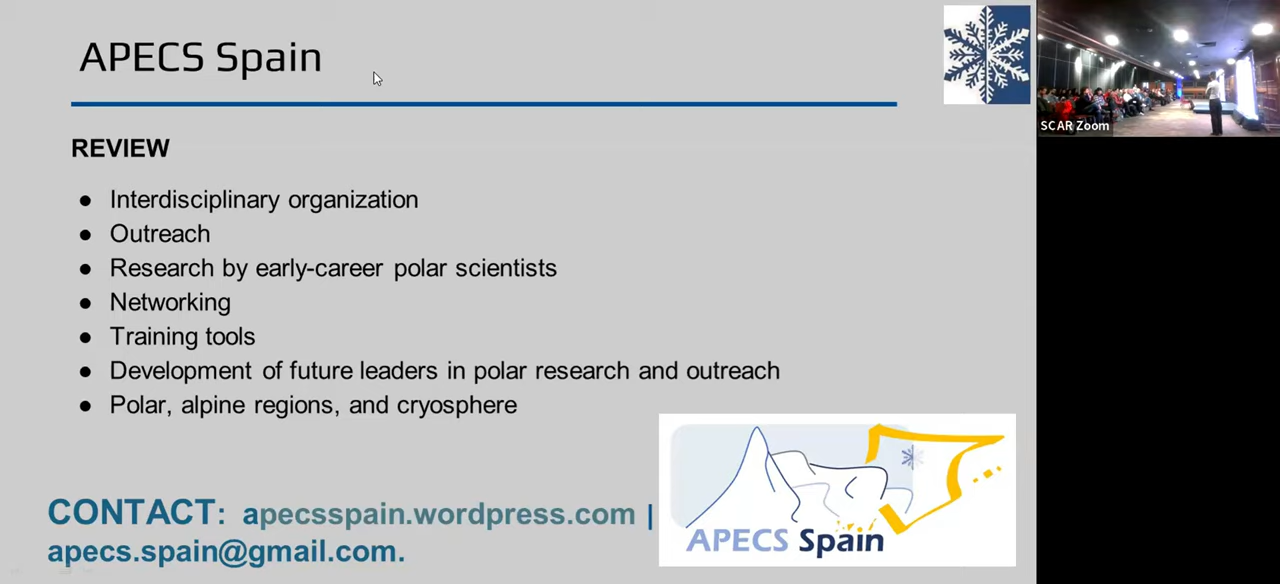 APECS Spain
SCAR Zoom
REVIEW
● Interdisciplinary organization
● Outreach
● Research by early-career polar scientists
● Networking
● Training tools
● Development of future leaders in polar research and outreach
● Polar, alpine regions, and cryosphere
CONTACT: apecsspain.wordpress.com |
apecs.spain@gmail.com.
APECS Spain